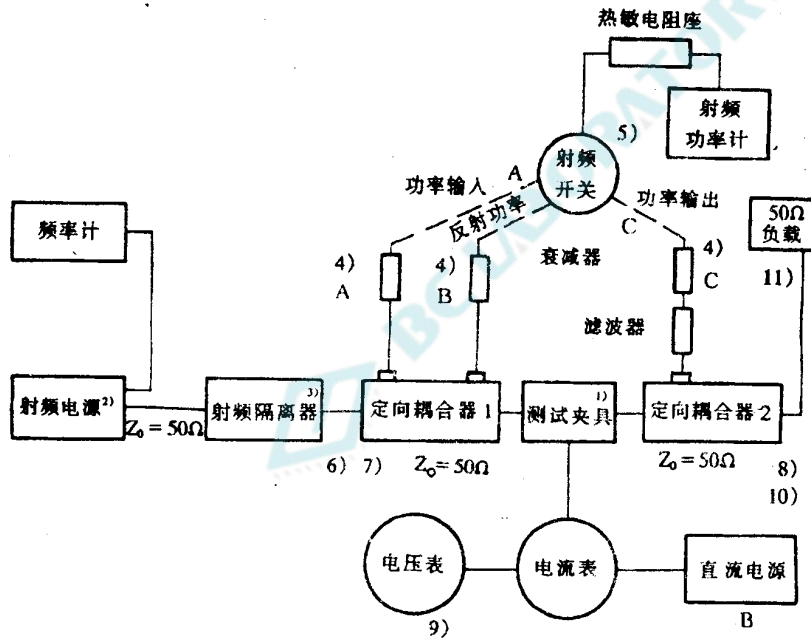 热敏电阻座
射频
功率计
5)
射频
开关
A
功率输入
反射功率
功率输出
C
50Ω
负载
频率计
4)
A
4)
B
衰减器
4)
C
11)
滤波器
射频电源2)
Z₀ = 50Ω
射频隔离器3)
定向耦合器1
测试夹具1)
定向耦合器2
6) 7)
Z₀ = 50Ω
Z₀ = 50Ω
8)
10)
电压表
电流表
直流电源
9)
B
BC LABORATORY